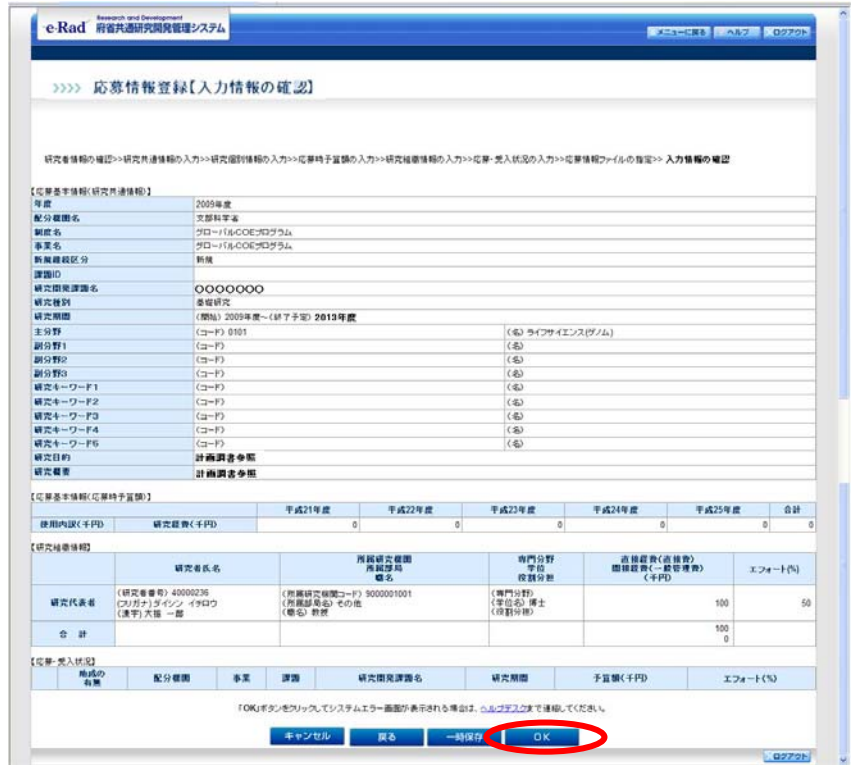 Research and Development
e-Rad 府省共通研究開発管理システム
メニューに戻る ヘルプ ログアウト
>>>> 応募情報登録【入力情報の確認】
研究者情報の確認>>研究共通情報の入力>>研究個別情報の入力>>応募時予算額の入力>>研究組織情報の入力>>応募・受入状況の入力>>応募情報ファイルの指定>> 入力情報の確認
【応募基本情報(研究共通情報)】
年度 2009年度
配分機関名 文部科学省
制度名 グローバルCOEプログラム
事業名 グローバルCOEプログラム
新規継続区分 新規
課題ID
研究開発課題名 OOOOOOO
研究種別 基礎研究
研究期間 (開始) 2009年度~(終了予定) 2013年度
主分野 (コード) 0101 (名) ライフサイエンス(ゲノム)
副分野1 (コード) (名)
副分野2 (コード) (名)
副分野3 (コード) (名)
研究キーワード1 (コード) (名)
研究キーワード2 (コード) (名)
研究キーワード3 (コード) (名)
研究キーワード4 (コード) (名)
研究キーワード5 (コード) (名)
研究目的 計画調書参照
研究概要 計画調書参照
【応募基本情報(応募時予算額)】
平成21年度 平成22年度 平成23年度 平成24年度 平成25年度 合計
使用内訳(千円) 研究経費(千円) 0 0 0 0 0 0
【研究組織情報】
研究者氏名 所属研究機関 所属部局 職名 専門分野 学位 役割分担 直接経費(直接費) 間接経費(一般管理費) (千円) エフォート(%)
研究代表者 (研究者番号) 40000236 (所属研究機関コード) 9000001001 (専門分野) 100 50
(フリガナ) ダイシン イチロウ (所属部局名) その他 (学位名) 博士
(漢字) 大振 一郎 (職名) 教授 (役割分担)
合 計 100
0
【応募・受入状況】
助成の有無 配分機関 事業 課題 研究開発課題名 研究期間 予算額(千円) エフォート(%)
「OK」ボタンをクリックしてシステムエラー画面が表示される場合は、ヘルプデスクまで連絡してください。
キャンセル 戻る 一時保存 OK
ログアウト